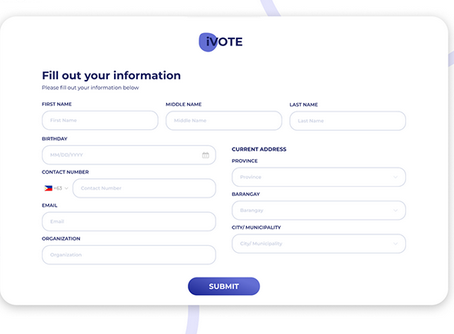 iVOTE
Fill out your information
Please fill out your information below
FIRST NAME
MIDDLE NAME
LAST NAME
First Name
Middle Name
Last Name
BIRTHDAY
MM/DD/YYYY
CONTACT NUMBER
+63
Contact Number
EMAIL
Email
ORGANIZATION
Organization
CURRENT ADDRESS
PROVINCE
Province
BARANGAY
Barangay
CITY/ MUNICIPALITY
City/ Municipality
SUBMIT